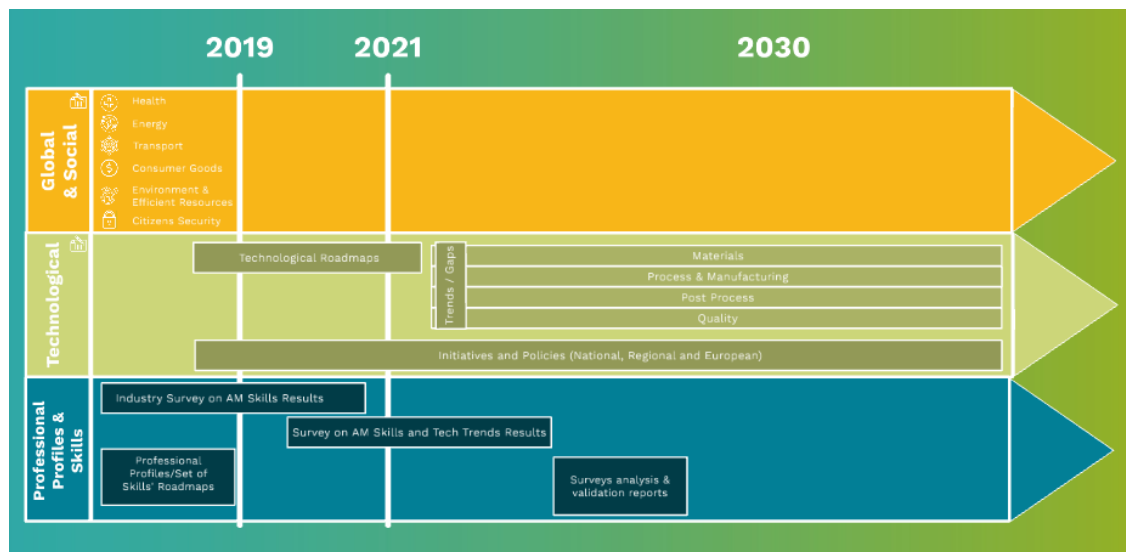 2019
2021
2030
Global
& Social
Health
Energy
Transport
Consumer Goods
Environment &
Efficient Resources
Citizens Security
Technological
Technological Roadmaps
Trends / Gaps
Materials
Process & Manufacturing
Post Process
Quality
Initiatives and Policies (National, Regional and European)
Professional
Profiles &
Skills
Industry Survey on AM Skills Results
Survey on AM Skills and Tech Trends Results
Professional
Profiles/Set of
Skills' Roadmaps
Surveys analysis &
validation reports